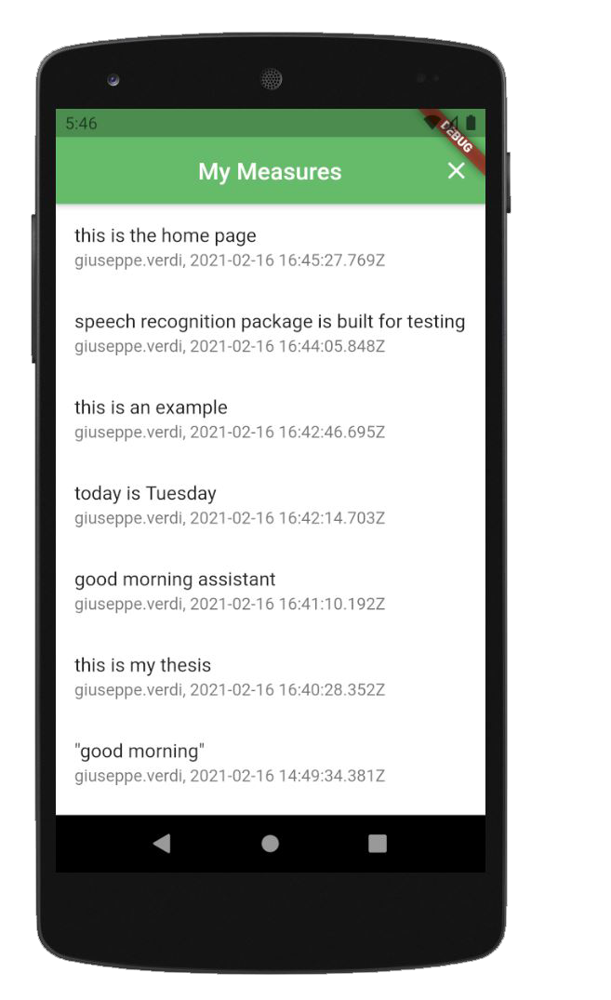 5:46
DEBUG
My Measures
this is the home page
giuseppe.verdi, 2021-02-16 16:45:27.769Z
speech recognition package is built for testing
giuseppe.verdi, 2021-02-16 16:44:05.848Z
this is an example
giuseppe.verdi, 2021-02-16 16:42:46.695Z
today is Tuesday
giuseppe.verdi, 2021-02-16 16:42:14.703Z
good morning assistant
giuseppe.verdi, 2021-02-16 16:41:10.192Z
this is my thesis
giuseppe.verdi, 2021-02-16 16:40:28.352Z
"good morning"
giuseppe.verdi, 2021-02-16 14:49:34.381Z